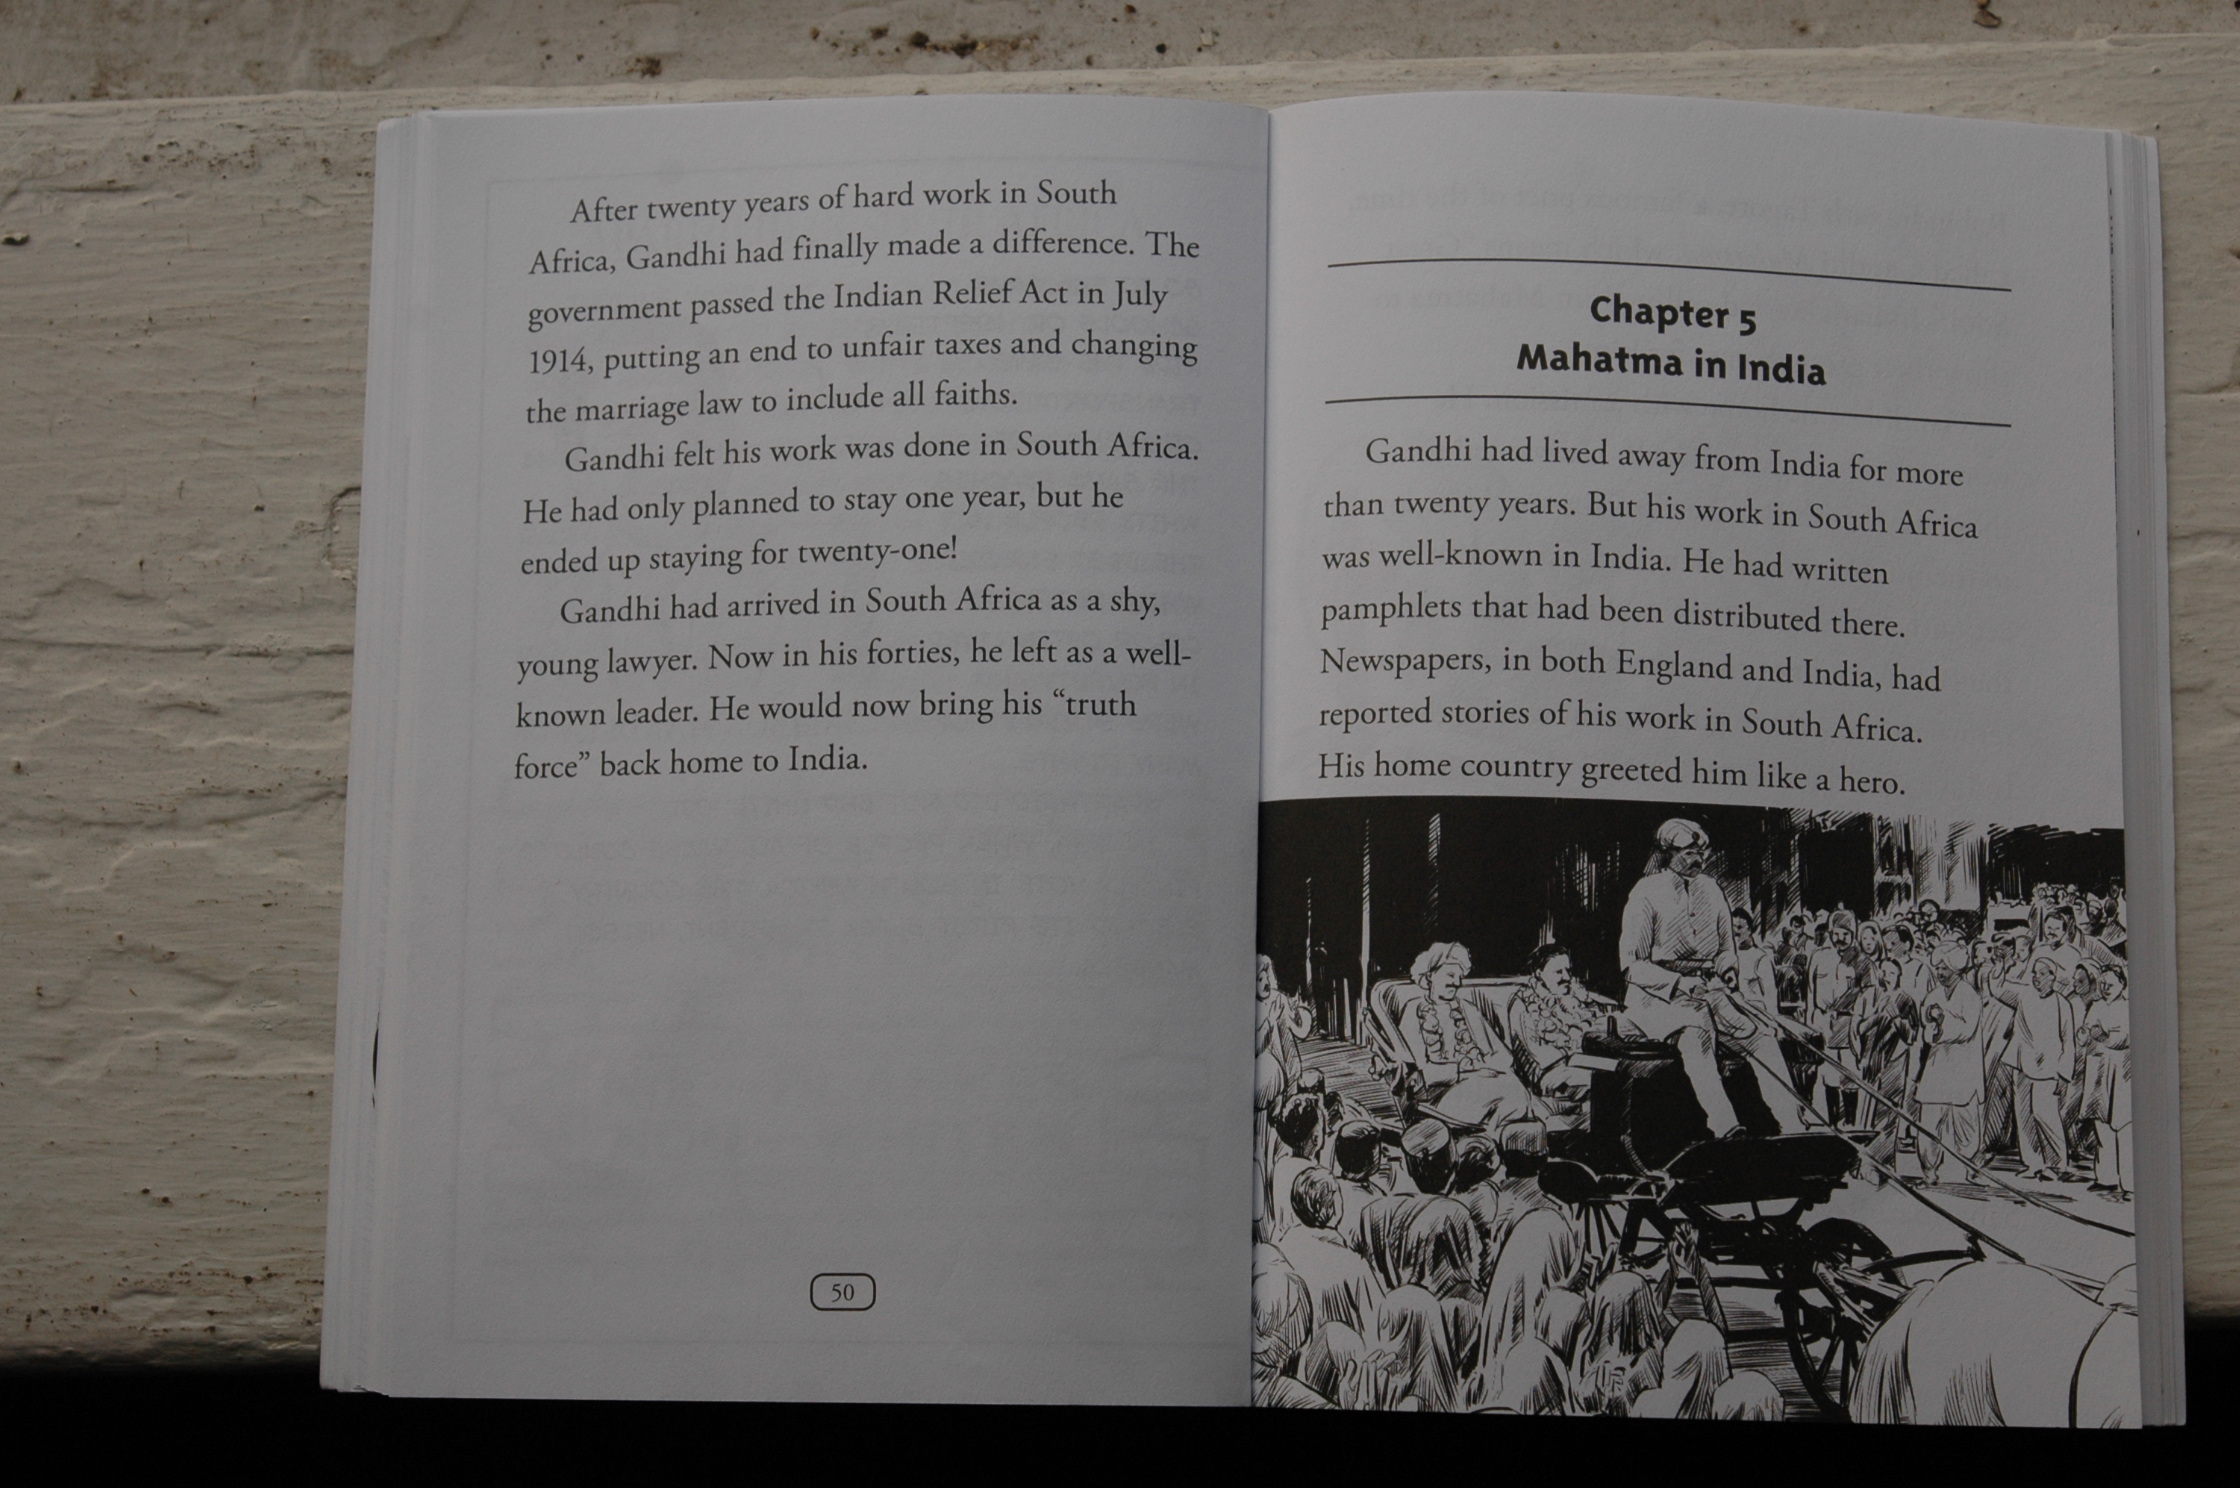 After twenty years of hard work in South
Africa, Gandhi had finally made a difference. The
government passed the Indian Relief Act in July
1914, putting an end to unfair taxes and changing
the marriage law to include all faiths.
Gandhi felt his work was done in South Africa.
He had only planned to stay one year, but he
ended up staying for twenty-one!
Gandhi had arrived in South Africa as a shy,
young lawyer. Now in his forties, he left as a well-
known leader. He would now bring his “truth
force” back home to India.
50
Chapter 5
Mahatma in India
Gandhi had lived away from India for more
than twenty years. But his work in South Africa
was well-known in India. He had written
pamphlets that had been distributed there.
Newspapers, in both England and India, had
reported stories of his work in South Africa.
His home country greeted him like a hero.